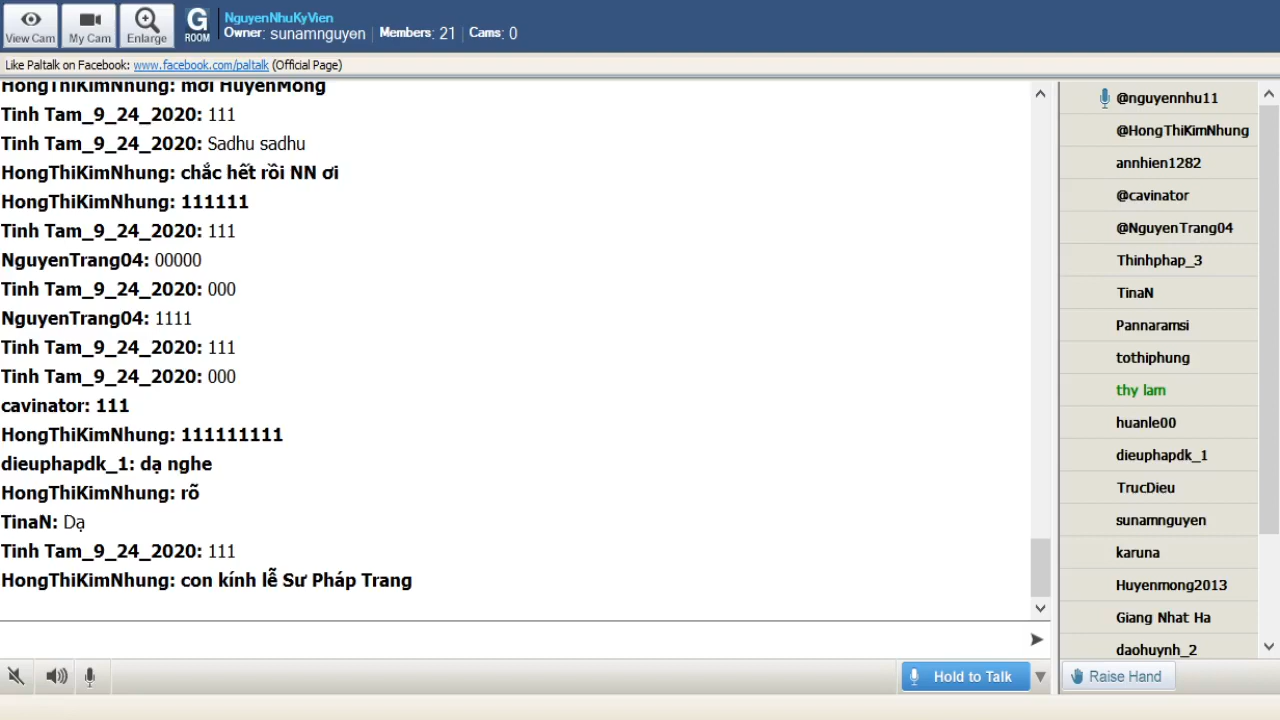 View Cam
My Cam
Enlarge
G
ROOM
NguyenNhuKyVien
Owner: sunamnguyen | Members: 21 | Cams: 0
Like Paltalk on Facebook: www.facebook.com/paltalk (Official Page)
HongThiKimNhung: mời HuyenMong
Tinh Tam_9_24_2020: 111
Tinh Tam_9_24_2020: Sadhu sadhu
HongThiKimNhung: chắc hết rồi NN ơi
HongThiKimNhung: 111111
Tinh Tam_9_24_2020: 111
NguyenTrang04: 00000
Tinh Tam_9_24_2020: 000
NguyenTrang04: 1111
Tinh Tam_9_24_2020: 111
Tinh Tam_9_24_2020: 000
cavinator: 111
HongThiKimNhung: 111111111
dieuphapdk_1: dạ nghe
HongThiKimNhung: rõ
TinaN: Dạ
Tinh Tam_9_24_2020: 111
HongThiKimNhung: con kính lễ Sư Pháp Trang
@nguyennhu11
@HongThiKimNhung
annhien1282
@cavinator
@NguyenTrang04
Thinhphap_3
TinaN
Pannaramsi
tothiphung
thy lam
huanle00
dieuphapdk_1
TrucDieu
sunamnguyen
karuna
Huyenmong2013
Giang Nhat Ha
daohuynh_2
Hold to Talk
Raise Hand